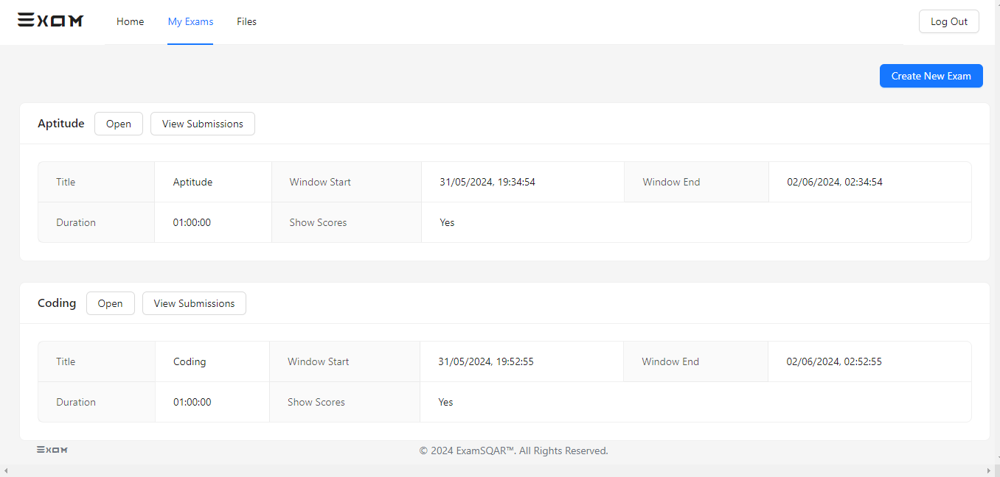 Exam Home My Exams Files Log Out
Create New Exam
Aptitude Open View Submissions
Title Aptitude Window Start 31/05/2024, 19:34:54 Window End 02/06/2024, 02:34:54
Duration 01:00:00 Show Scores Yes
Coding Open View Submissions
Title Coding Window Start 31/05/2024, 19:52:55 Window End 02/06/2024, 02:52:55
Duration 01:00:00 Show Scores Yes
Exam © 2024 ExamSQAR™. All Rights Reserved.